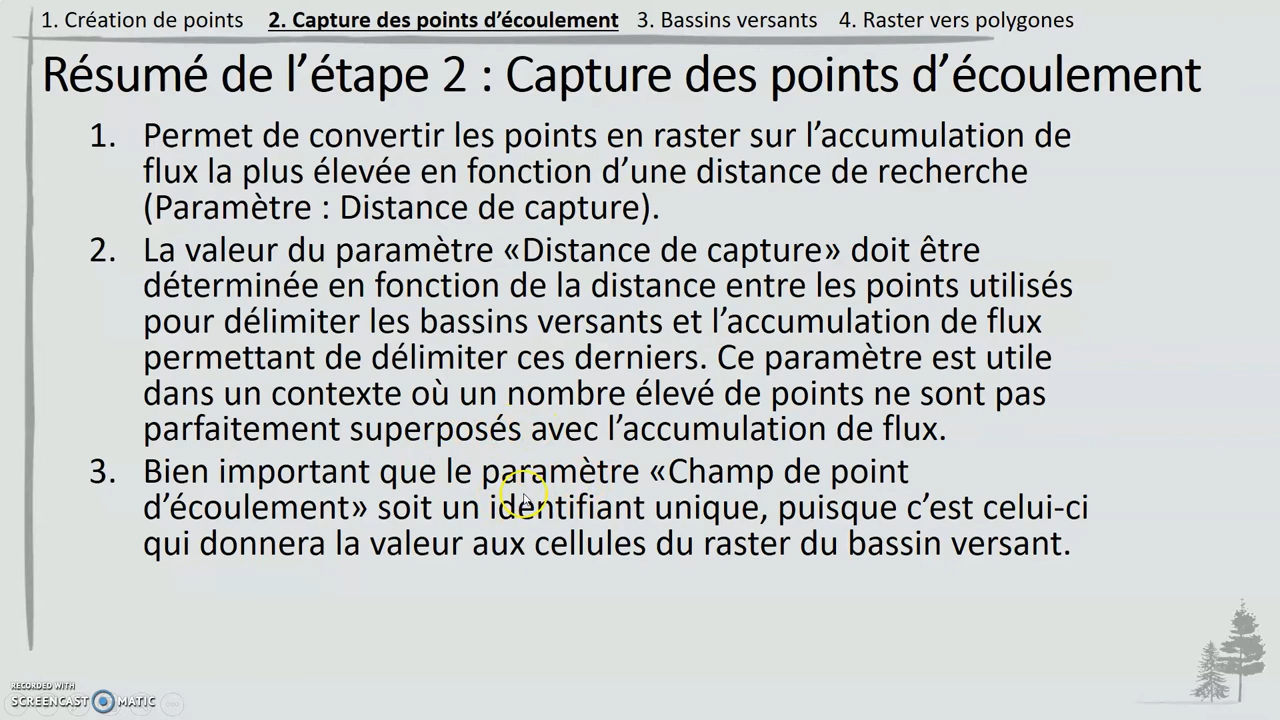 1. Création de points 2. Capture des points d’écoulement 3. Bassins versants 4. Raster vers polygones
Résumé de l’étape 2 : Capture des points d’écoulement
1. Permet de convertir les points en raster sur l’accumulation de
flux la plus élevée en fonction d’une distance de recherche
(Paramètre : Distance de capture).
2. La valeur du paramètre «Distance de capture» doit être
déterminée en fonction de la distance entre les points utilisés
pour délimiter les bassins versants et l’accumulation de flux
permettant de délimiter ces derniers. Ce paramètre est utile
dans un contexte où un nombre élevé de points ne sont pas
parfaitement superposés avec l’accumulation de flux.
3. Bien important que le paramètre «Champ de point
d’écoulement» soit un identifiant unique, puisque c’est celui-ci
qui donnera la valeur aux cellules du raster du bassin versant.
RECORDED WITH
SCREENCAST MATIC